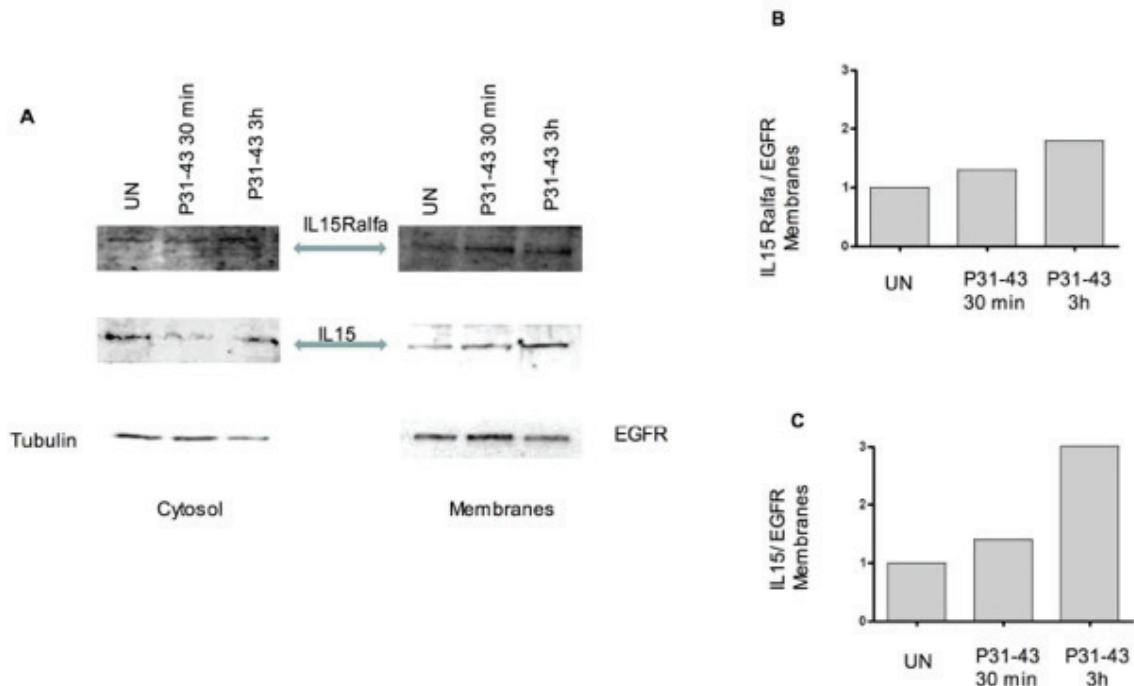 A
UN
P31-43 30 min
P31-43 3h
IL15Ralfa
UN
P31-43 30 min
P31-43 3h
IL15
Tubulin
EGFR
Cytosol
Membranes
B
IL15 Ralfa / EGFR
Membranes
3
2
1
0
UN
P31-43
30 min
P31-43
3h
C
IL15/ EGFR
Membranes
3
2
1
0
UN
P31-43
30 min
P31-43
3h